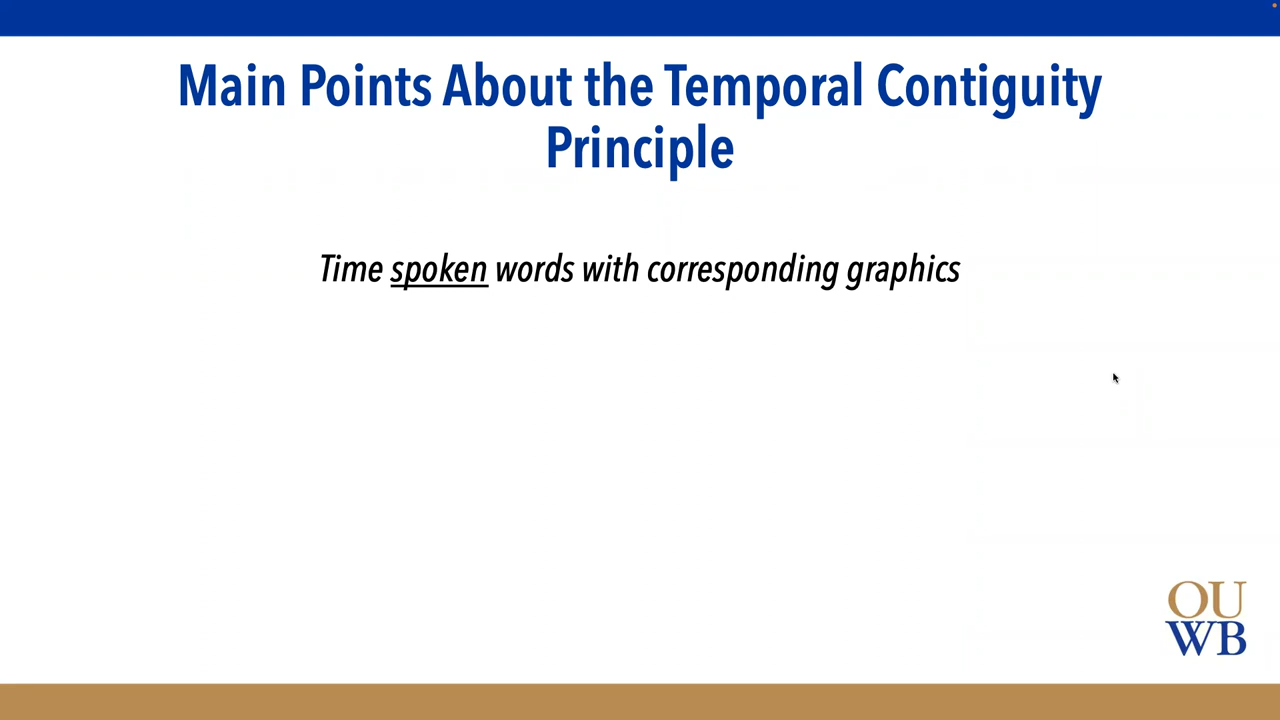 Main Points About the Temporal Contiguity
Principle
Time spoken words with corresponding graphics
OU
WB